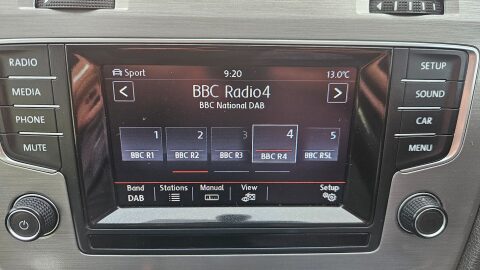 RADIO
MEDIA
PHONE
MUTE
Sport 9:20 13.0°C
BBC Radio4
BBC National DAB
1 2 3 4 5
BBC R1 BBC R2 BBC R3 BBC R4 BBC R5L
Band Stations Manual View Setup
DAB
SETUP
SOUND
CAR
MENU